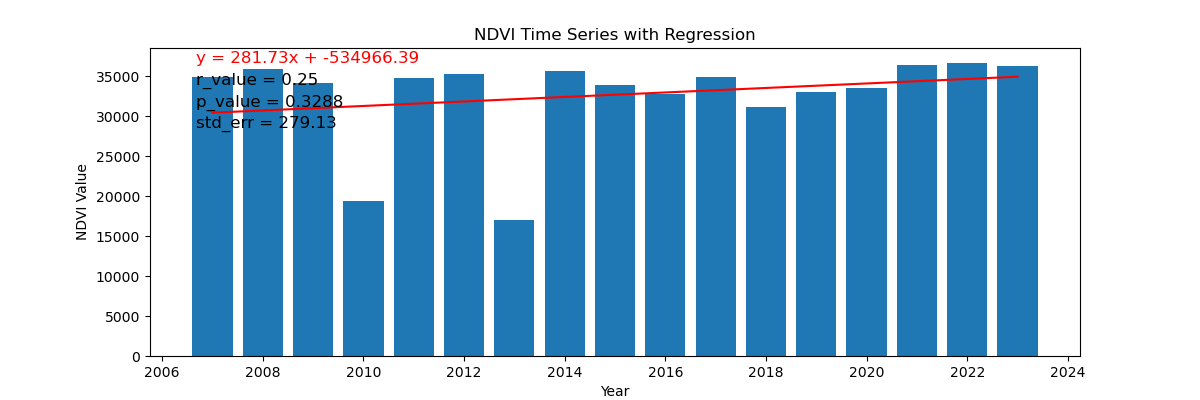 NDVI Time Series with Regression
y = 281.73x + -534966.39
r_value = 0.25
p_value = 0.3288
std_err = 279.13
NDVI Value
35000
30000
25000
20000
15000
10000
5000
0
2006 2008 2010 2012 2014 2016 2018 2020 2022 2024
Year